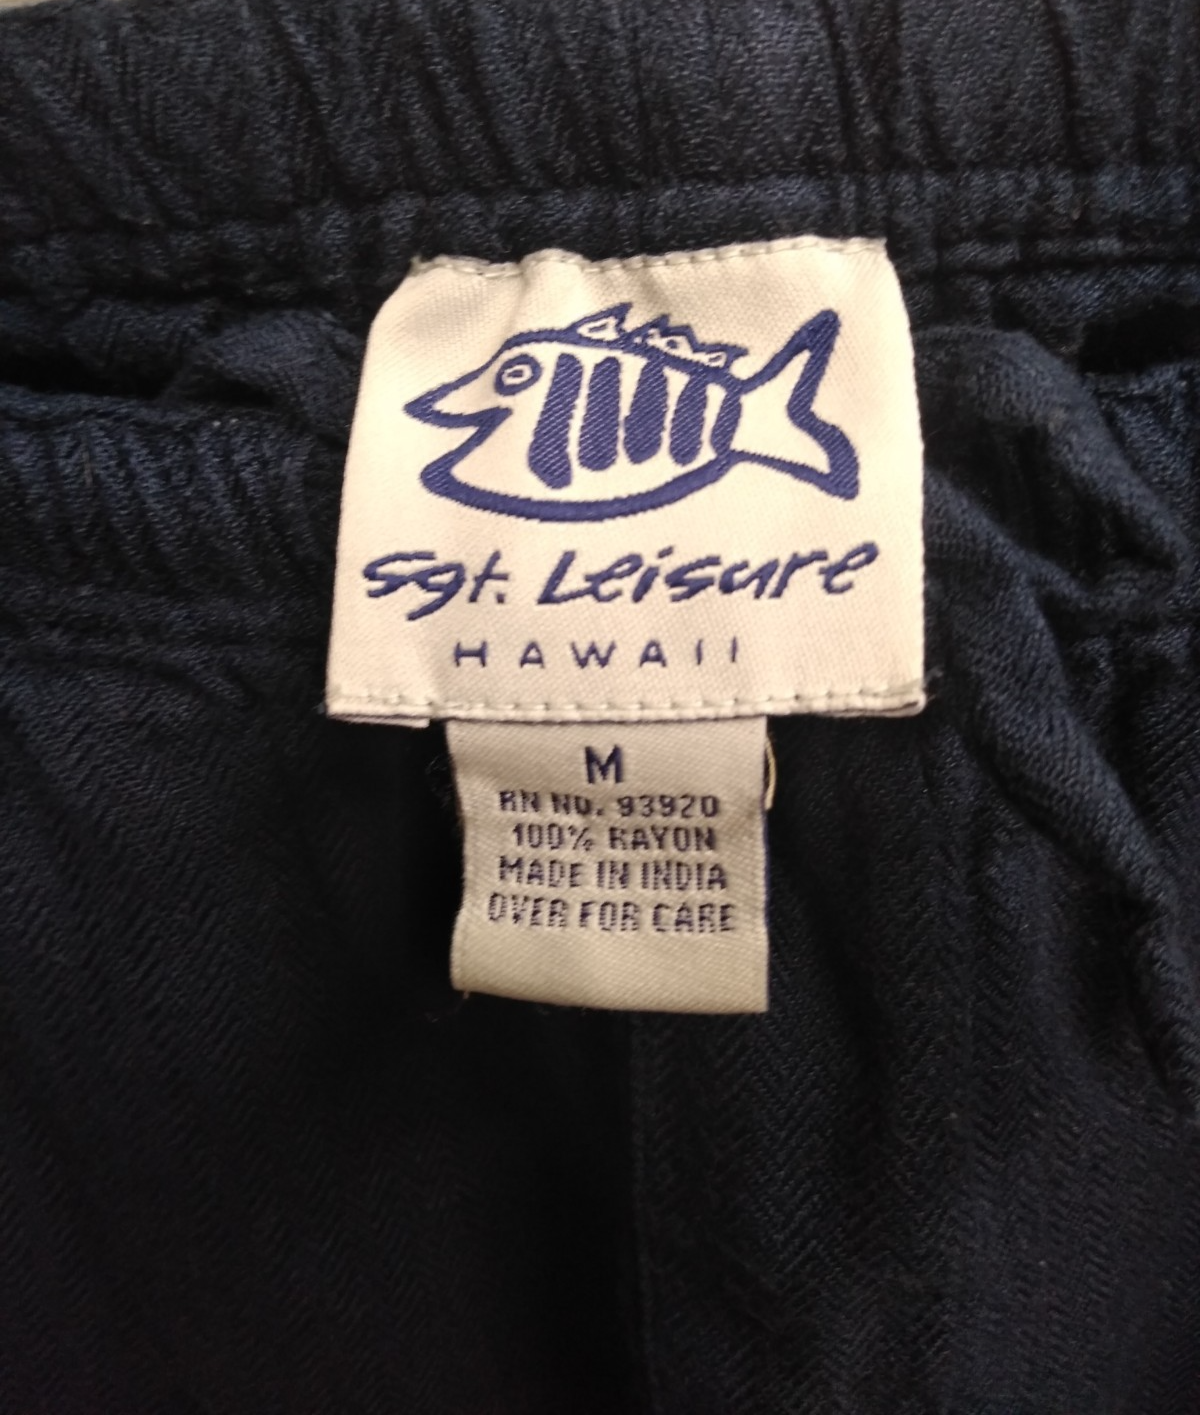 Sgt. Leisure
HAWAII
M
RN NO. 93920
100% RAYON
MADE IN INDIA
OVER FOR CARE